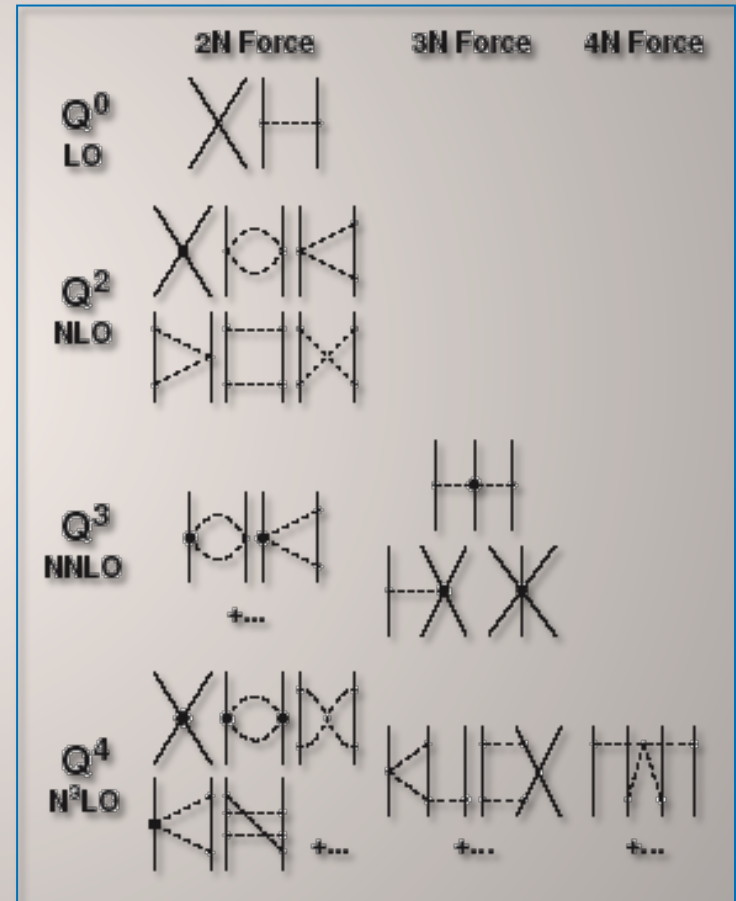 2N Force 3N Force 4N Force
Q⁰
LO
Q²
NLO
Q³
NNLO
+...
Q⁴
N³LO
+... +... +...